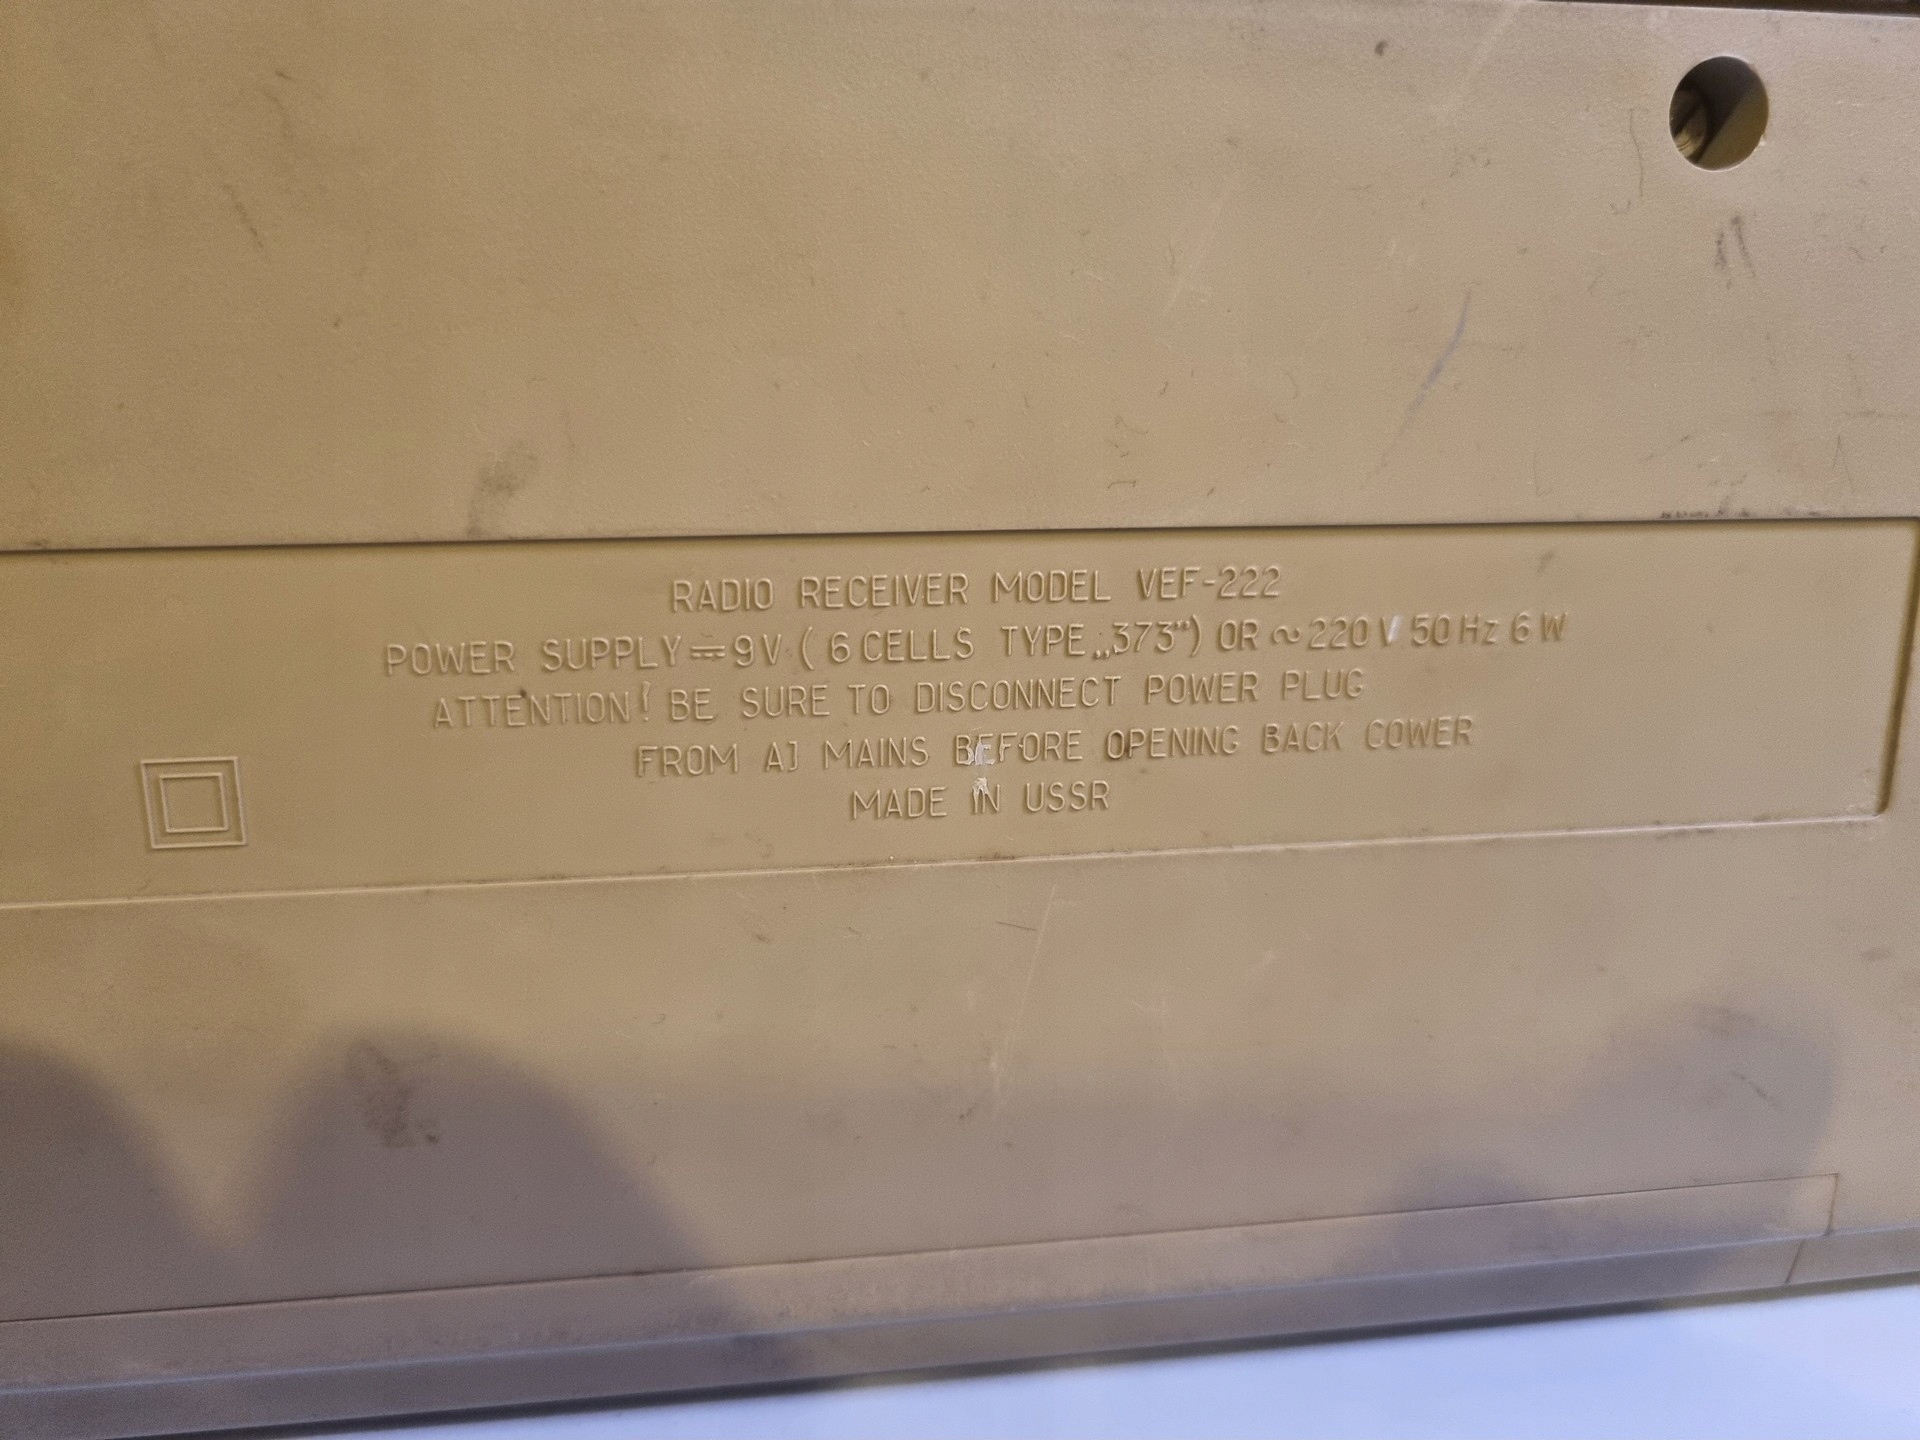 RADIO RECEIVER MODEL VEF-222
POWER SUPPLY ⎓ 9V ( 6 CELLS TYPE „373“) OR ~ 220 V 50 Hz 6 W
ATTENTION! BE SURE TO DISCONNECT POWER PLUG
FROM AJ MAINS BEFORE OPENING BACK COWER
MADE IN USSR